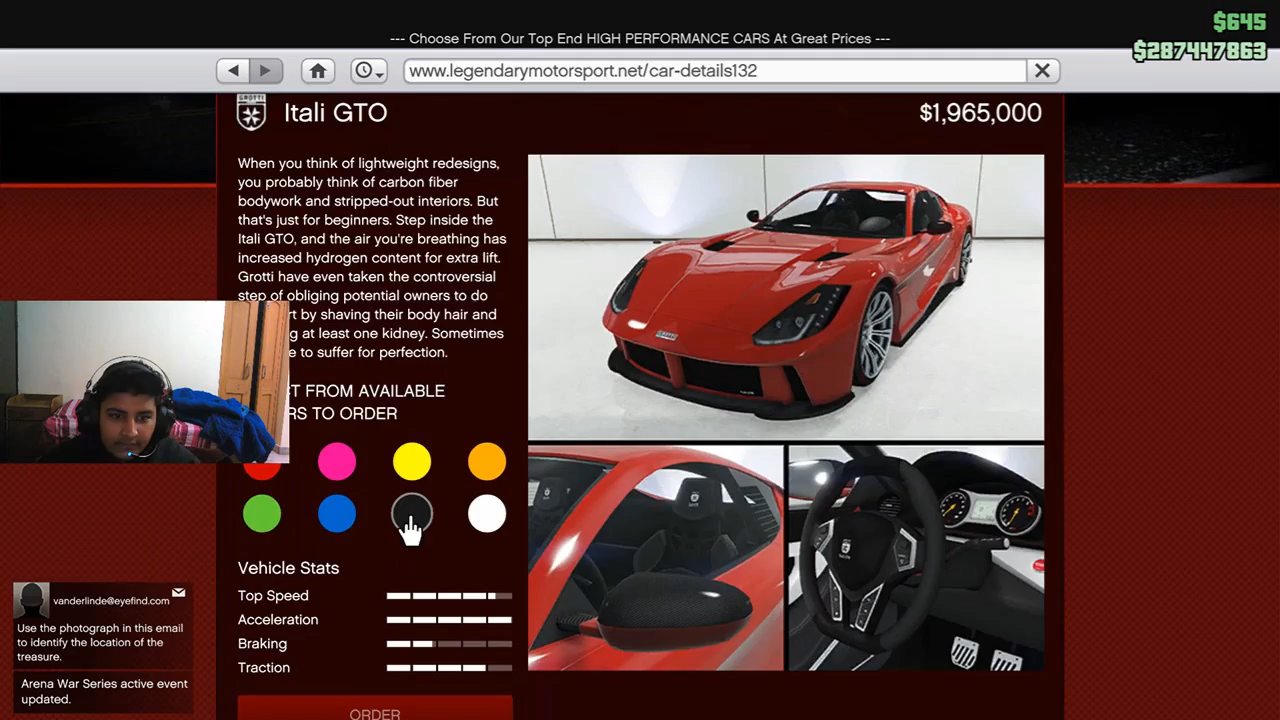 $645
$287447863
--- Choose From Our Top End HIGH PERFORMANCE CARS At Great Prices ---
www.legendarymotorsport.net/car-details132
GROTTI
Itali GTO
$1,965,000
When you think of lightweight redesigns,
you probably think of carbon fiber
bodywork and stripped-out interiors. But
that's just for beginners. Step inside the
Itali GTO, and the air you're breathing has
increased hydrogen content for extra lift.
Grotti have even taken the controversial
step of obliging potential owners to do
rt by shaving their body hair and
g at least one kidney. Sometimes
e to suffer for perfection.
T FROM AVAILABLE
RS TO ORDER
Vehicle Stats
Top Speed
Acceleration
Braking
Traction
ORDER
vanderlinde@eyefind.com
Use the photograph in this email
to identify the location of the
treasure.
Arena War Series active event
updated.